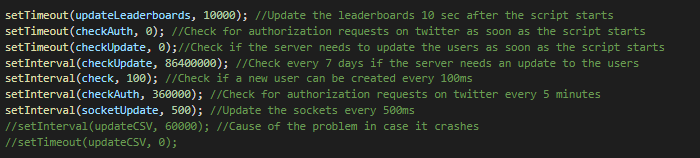 setTimeout(updateLeaderboards, 10000); //Update the leaderboards 10 sec after the script starts
setTimeout(checkAuth, 0); //Check for authorization requests on twitter as soon as the script starts
setTimeout(checkUpdate, 0);//Check if the server needs to update the users as soon as the script starts
setInterval(checkUpdate, 86400000); //Check every 7 days if the server needs an update to the users
setInterval(check, 100); //Check if a new user can be created every 100ms
setInterval(checkAuth, 360000); //Check for authorization requests on twitter every 5 minutes
setInterval(socketUpdate, 500); //Update the sockets every 500ms
//setInterval(updateCSV, 60000); //Cause of the problem in case it crashes
//setTimeout(updateCSV, 0);